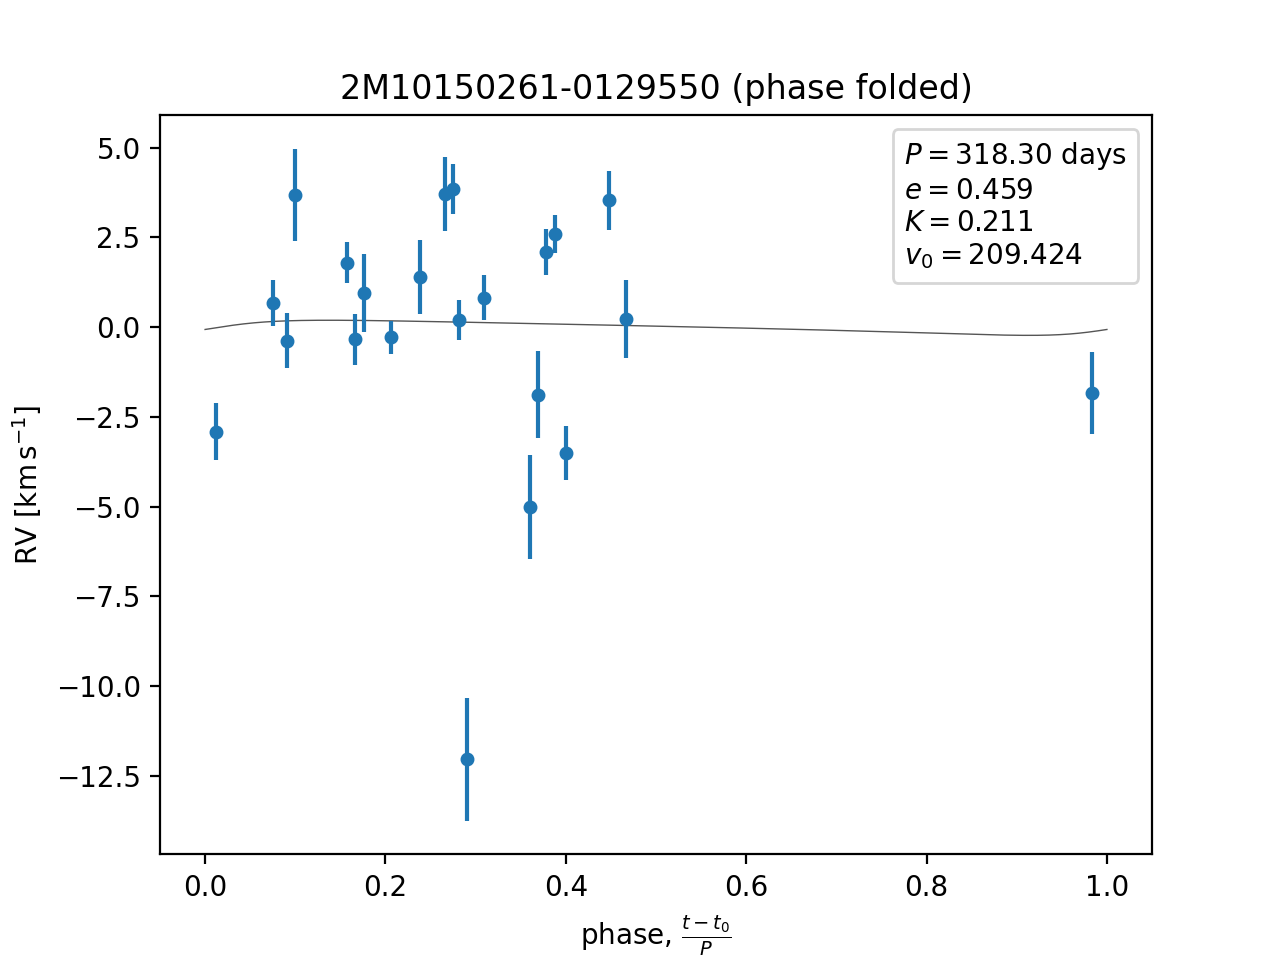 2M10150261-0129550 (phase folded)
P = 318.30 days
e = 0.459
K = 0.211
v₀ = 209.424
5.0
2.5
0.0
−2.5
−5.0
−7.5
−10.0
−12.5
RV [km s⁻¹]
0.0 0.2 0.4 0.6 0.8 1.0
phase, (t − t₀)/P